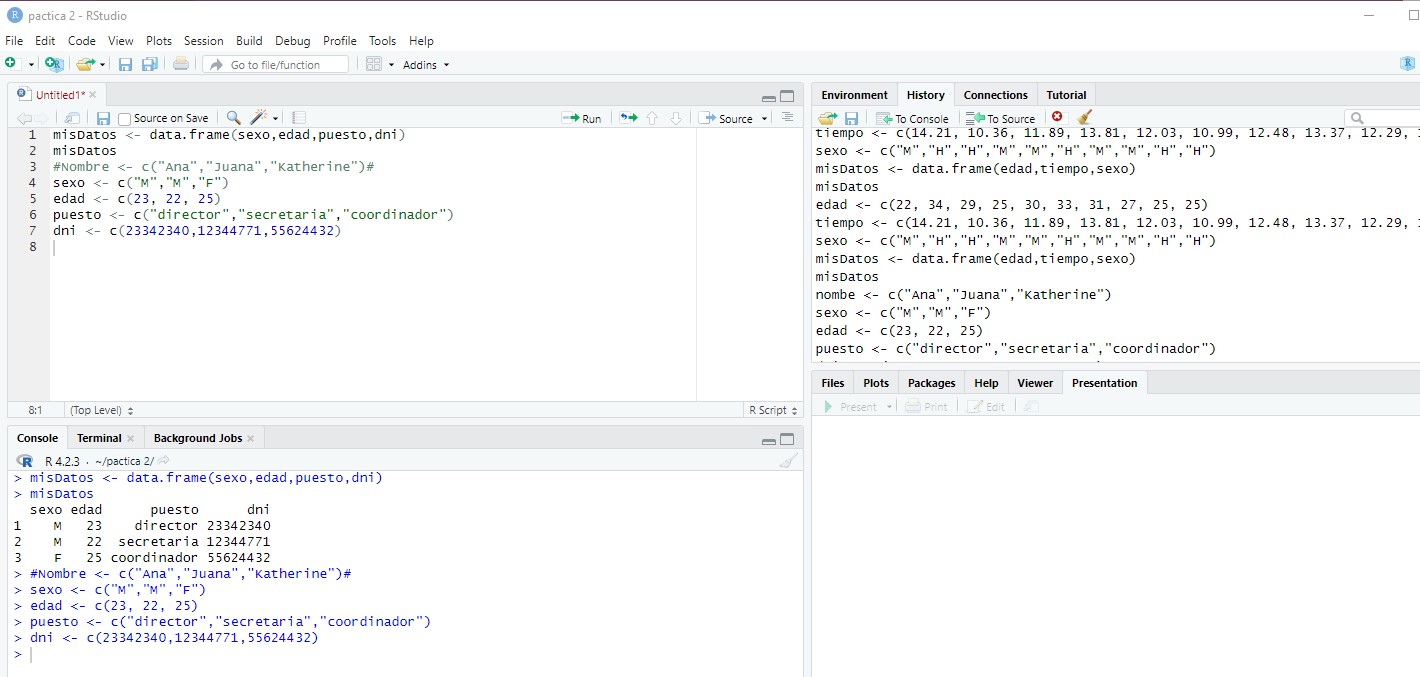 pactica 2 - RStudio
File Edit Code View Plots Session Build Debug Profile Tools Help
Go to file/function Addins
Untitled1*
Source on Save Run Source
1 misDatos <- data.frame(sexo,edad,puesto,dni)
2 misDatos
3 #Nombre <- c("Ana","Juana","Katherine")#
4 sexo <- c("M","M","F")
5 edad <- c(23, 22, 25)
6 puesto <- c("director","secretaria","coordinador")
7 dni <- c(23342340,12344771,55624432)
8
8:1 (Top Level) R Script
Console Terminal Background Jobs
R 4.2.3 · ~/pactica 2/
> misDatos <- data.frame(sexo,edad,puesto,dni)
> misDatos
sexo edad puesto dni
1 M 23 director 23342340
2 M 22 secretaria 12344771
3 F 25 coordinador 55624432
> #Nombre <- c("Ana","Juana","Katherine")#
> sexo <- c("M","M","F")
> edad <- c(23, 22, 25)
> puesto <- c("director","secretaria","coordinador")
> dni <- c(23342340,12344771,55624432)
>
Environment History Connections Tutorial
To Console To Source
tiempo <- c(14.21, 10.36, 11.89, 13.81, 12.03, 10.99, 12.48, 13.37, 12.29,
sexo <- c("M","H","H","M","M","H","M","M","H","H")
misDatos <- data.frame(edad,tiempo,sexo)
misDatos
edad <- c(22, 34, 29, 25, 30, 33, 31, 27, 25, 25)
tiempo <- c(14.21, 10.36, 11.89, 13.81, 12.03, 10.99, 12.48, 13.37, 12.29,
sexo <- c("M","H","H","M","M","H","M","M","H","H")
misDatos <- data.frame(edad,tiempo,sexo)
misDatos
nombe <- c("Ana","Juana","Katherine")
sexo <- c("M","M","F")
edad <- c(23, 22, 25)
puesto <- c("director","secretaria","coordinador")
Files Plots Packages Help Viewer Presentation
Present Print Edit